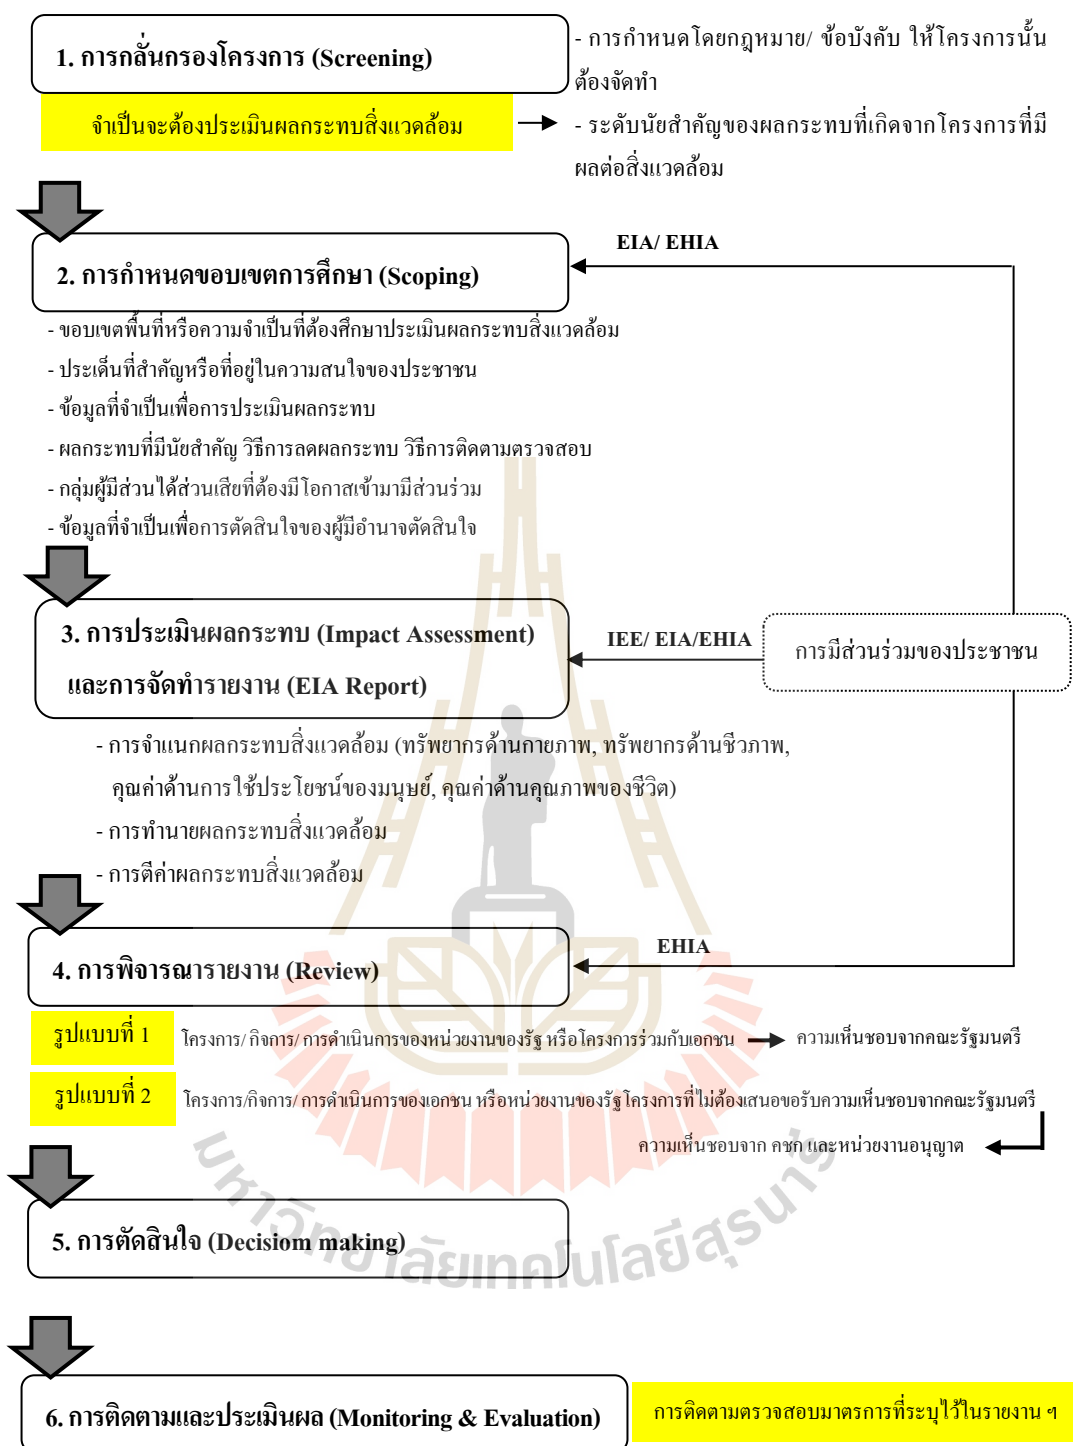 1. การกลั่นกรองโครงการ (Screening)
- การกำหนดโดยกฎหมาย/ ข้อบังคับ ให้โครงการนั้น
ต้องจัดทำ
จำเป็นจะต้องประเมินผลกระทบสิ่งแวดล้อม
- ระดับนัยสำคัญของผลกระทบที่เกิดจากโครงการที่มี
ผลต่อสิ่งแวดล้อม
EIA/ EHIA
2. การกำหนดขอบเขตการศึกษา (Scoping)
- ขอบเขตพื้นที่หรือความจำเป็นที่ต้องศึกษาประเมินผลกระทบสิ่งแวดล้อม
- ประเด็นที่สำคัญหรือที่อยู่ในความสนใจของประชาชน
- ข้อมูลที่จำเป็นเพื่อการประเมินผลกระทบ
- ผลกระทบที่มีนัยสำคัญ วิธีการลดผลกระทบ วิธีการติดตามตรวจสอบ
- กลุ่มผู้มีส่วนได้ส่วนเสียที่ต้องมีโอกาสเข้ามามีส่วนร่วม
- ข้อมูลที่จำเป็นเพื่อการตัดสินใจของผู้มีอำนาจตัดสินใจ
3. การประเมินผลกระทบ (Impact Assessment)
และการจัดทำรายงาน (EIA Report)
IEE/ EIA/EHIA
การมีส่วนร่วมของประชาชน
- การจำแนกผลกระทบสิ่งแวดล้อม (ทรัพยากรด้านกายภาพ, ทรัพยากรด้านชีวภาพ,
คุณค่าด้านการใช้ประโยชน์ของมนุษย์, คุณค่าด้านคุณภาพของชีวิต)
- การทำนายผลกระทบสิ่งแวดล้อม
- การตีค่าผลกระทบสิ่งแวดล้อม
EHIA
4. การพิจารณารายงาน (Review)
รูปแบบที่ 1 โครงการ/ กิจการ/ การดำเนินการของหน่วยงานของรัฐ หรือโครงการร่วมกับเอกชน ความเห็นชอบจากคณะรัฐมนตรี
รูปแบบที่ 2 โครงการ/กิจการ/ การดำเนินการของเอกชน หรือหน่วยงานของรัฐโครงการที่ไม่ต้องเสนอขอรับความเห็นชอบจากคณะรัฐมนตรี
ความเห็นชอบจาก คชก และหน่วยงานอนุญาต
5. การตัดสินใจ (Decisiom making)
มหาวิทยาลัยเทคโนโลยีสุรนารี
6. การติดตามและประเมินผล (Monitoring & Evaluation)
การติดตามตรวจสอบมาตรการที่ระบุไว้ในรายงาน ฯ